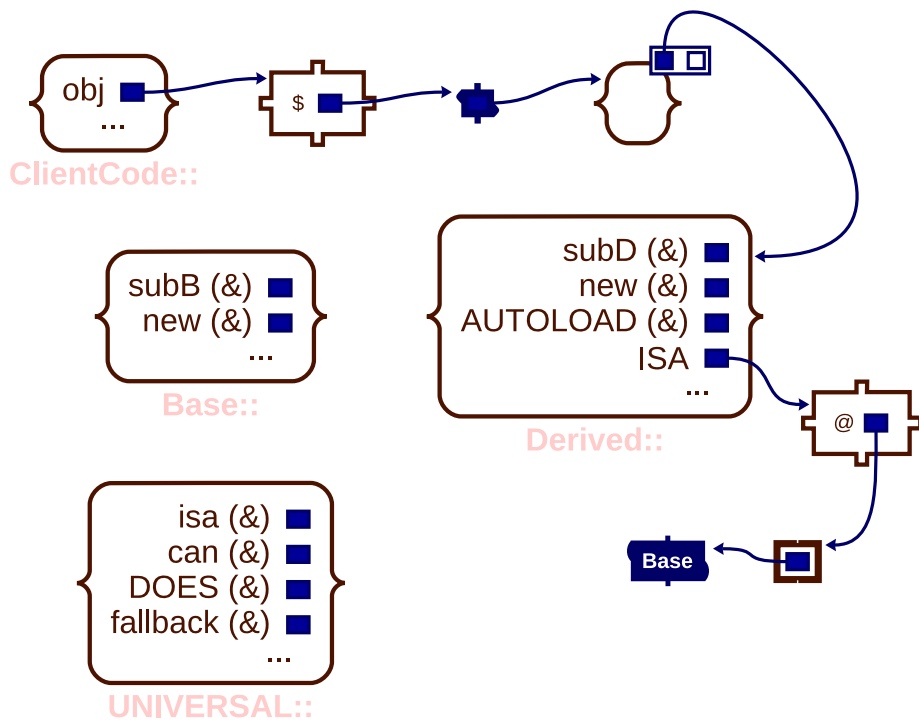 obj
...
$
ClientCode::
subB (&)
new (&)
...
Base::
subD (&)
new (&)
AUTOLOAD (&)
ISA
...
Derived::
@
Base
isa (&)
can (&)
DOES (&)
fallback (&)
...
UNIVERSAL::